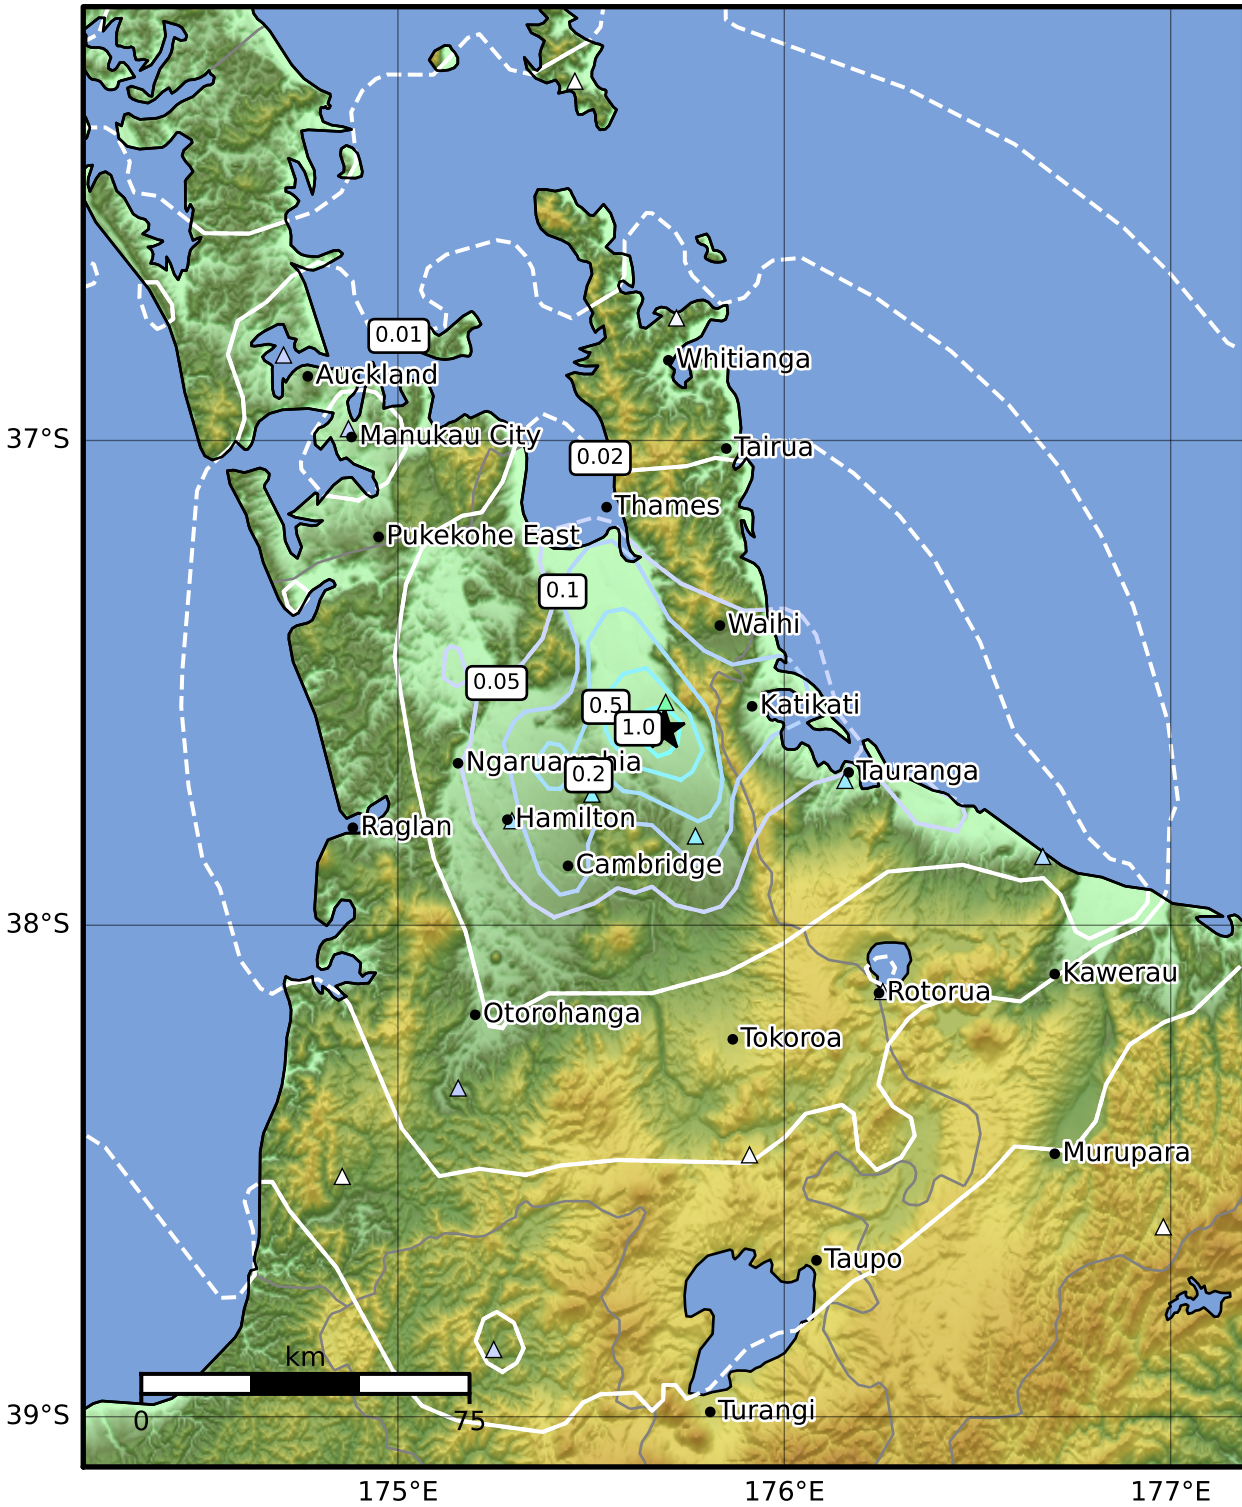 0.01
Whitianga
Auckland
Manukau City
37°S
0.02
Tairua
Thames
Pukekohe East
0.1
Waihi
0.05
0.5
Katikati
1.0
Ngaruawahia
0.2
Tauranga
Hamilton
Raglan
Cambridge
38°S
Kawerau
Rotorua
Otorohanga
Tokoroa
Murupara
Taupo
km
0
75
39°S
Turangi
175°E
176°E
177°E